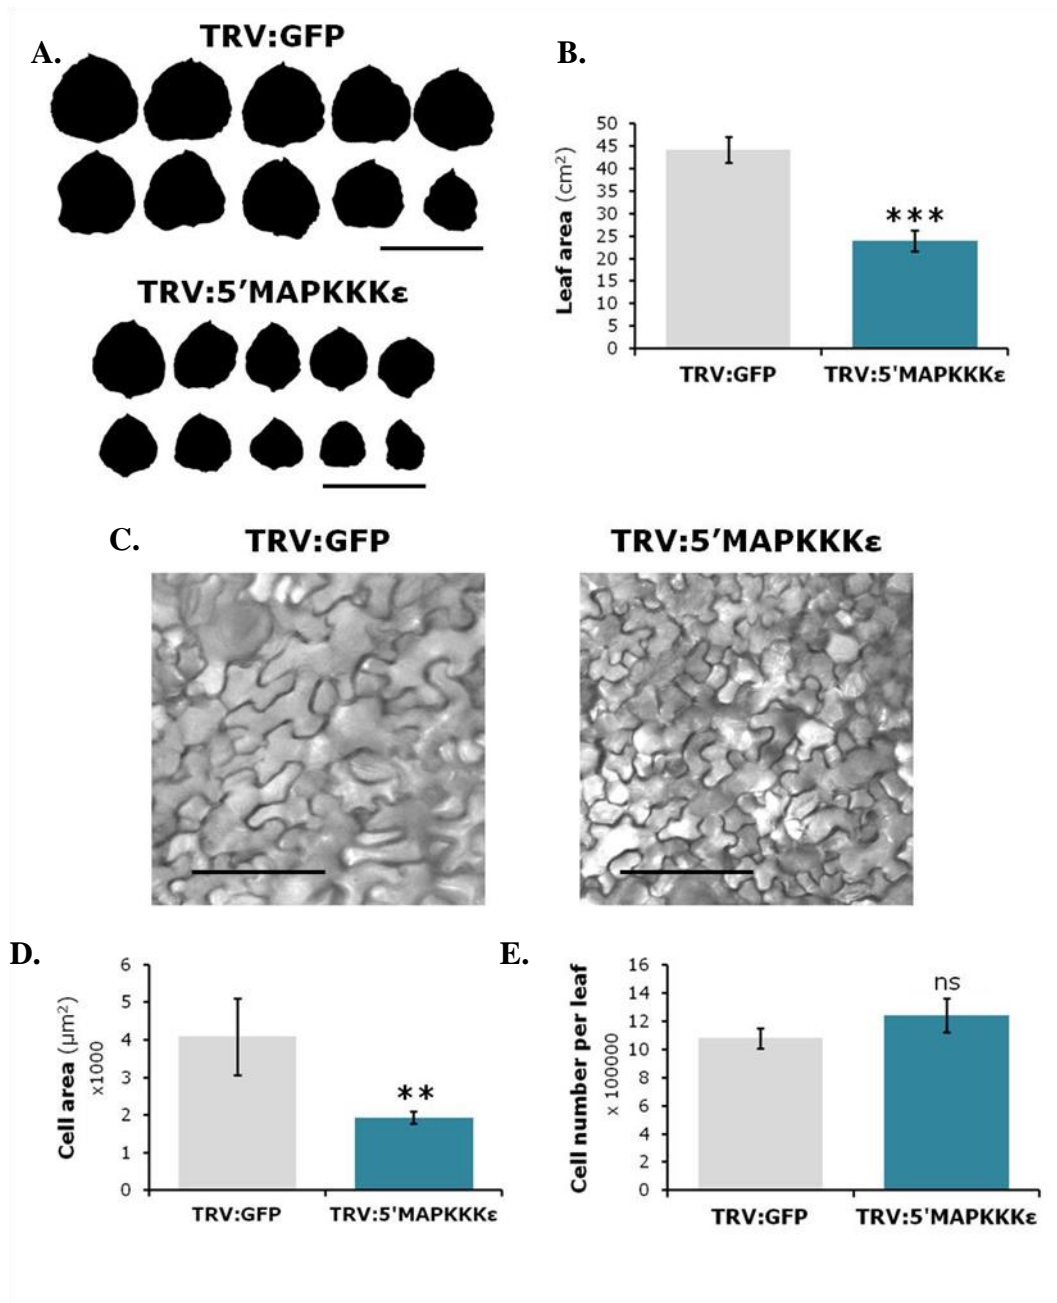 A.
TRV:GFP
TRV:5′MAPKKKε
B.
Leaf area (cm²)
50
45
40
35
30
25
20
15
10
5
0
***
TRV:GFP
TRV:5'MAPKKKε
C.
TRV:GFP
TRV:5′MAPKKKε
D.
Cell area (µm²)
x1000
6
5
4
3
2
1
0
**
TRV:GFP
TRV:5'MAPKKKε
E.
Cell number per leaf
x 100000
16
14
12
10
8
6
4
2
0
ns
TRV:GFP
TRV:5'MAPKKKε